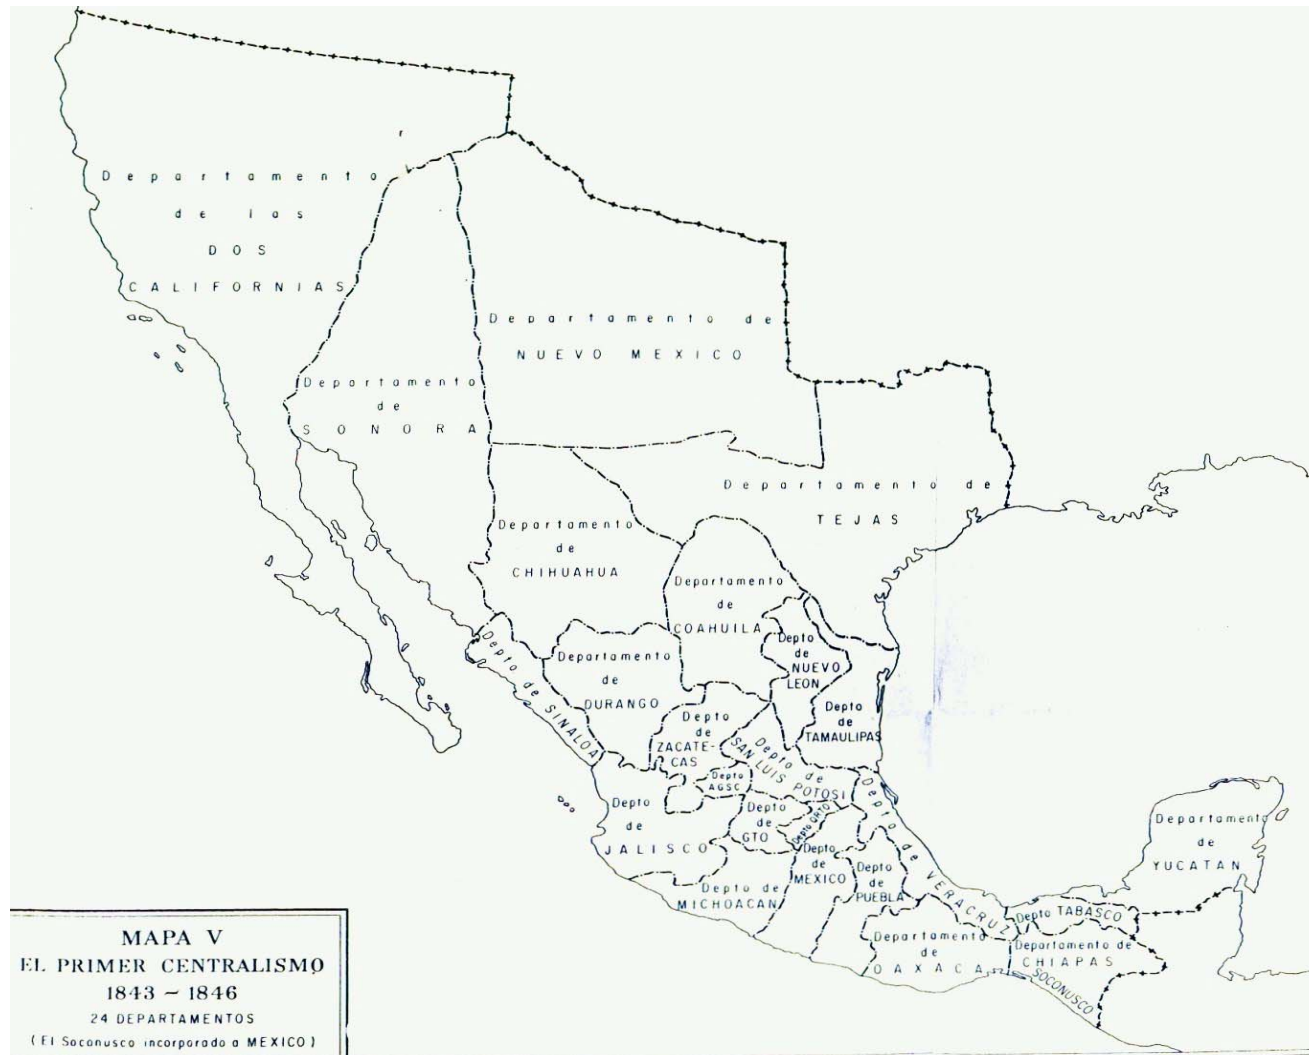 Departamento
de las
DOS
CALIFORNIAS
Departamento de
NUEVO MEXICO
Departamento
de
SONORA
Departamento de
TEJAS
Departamento
de
CHIHUAHUA
Departamento
de
COAHUILA
Depto
de
NUEVO
LEON
Depto de SINALOA
Departamento
de
DURANGO
Depto
de
TAMAULIPAS
Depto
de
ZACATE-
CAS
Depto de
SAN LUIS POTOSI
Depto
AGSC
Depto
de
JALISCO
Depto
de
GTO
Depto QRTO
Depto de VERACRUZ
Depto
de
MEXICO
Depto
de
PUEBLA
Depto de
MICHOACAN
Departamento
de
YUCATAN
Depto TABASCO
Departamento
de
OAXACA
Departamento de
CHIAPAS
SOCONUSCO
MAPA V
EL PRIMER CENTRALISMO
1843 ~ 1846
24 DEPARTAMENTOS
(El Soconusco incorporado a MEXICO)